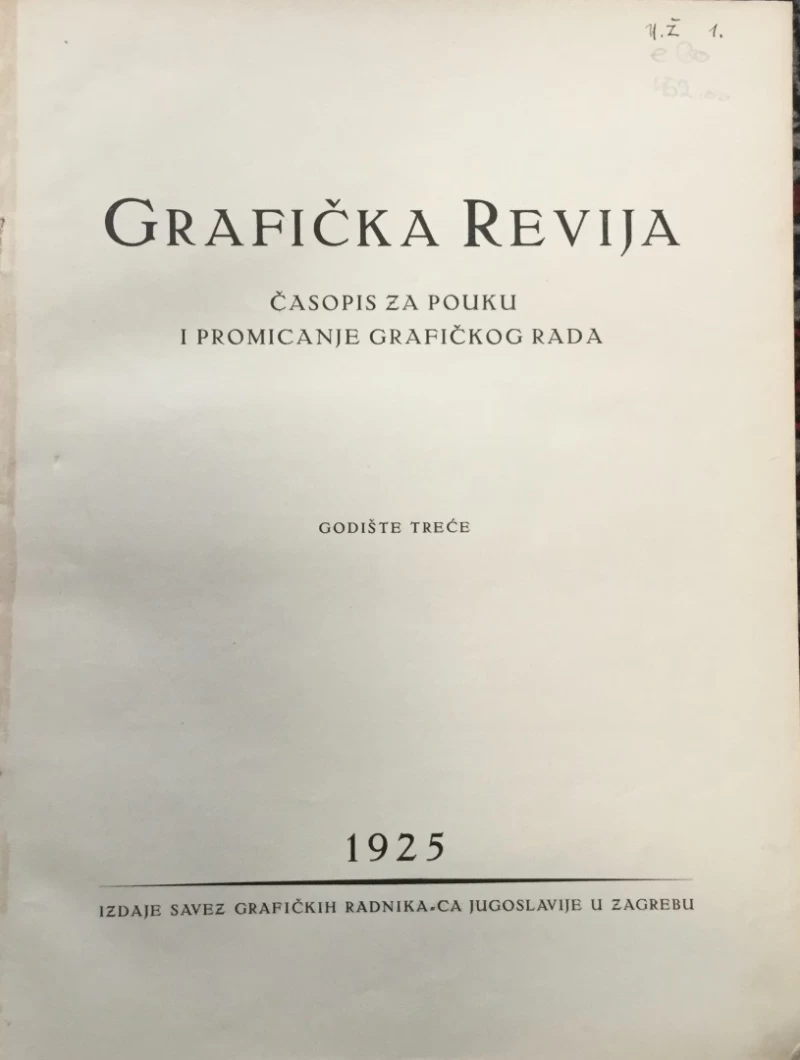 GRAFIČKA REVIJA
ČASOPIS ZA POUKU
I PROMICANJE GRAFIČKOG RADA
GODIŠTE TREĆE
1925
IZDAJE SAVEZ GRAFIČKIH RADNIKA-CA JUGOSLAVIJE U ZAGREBU